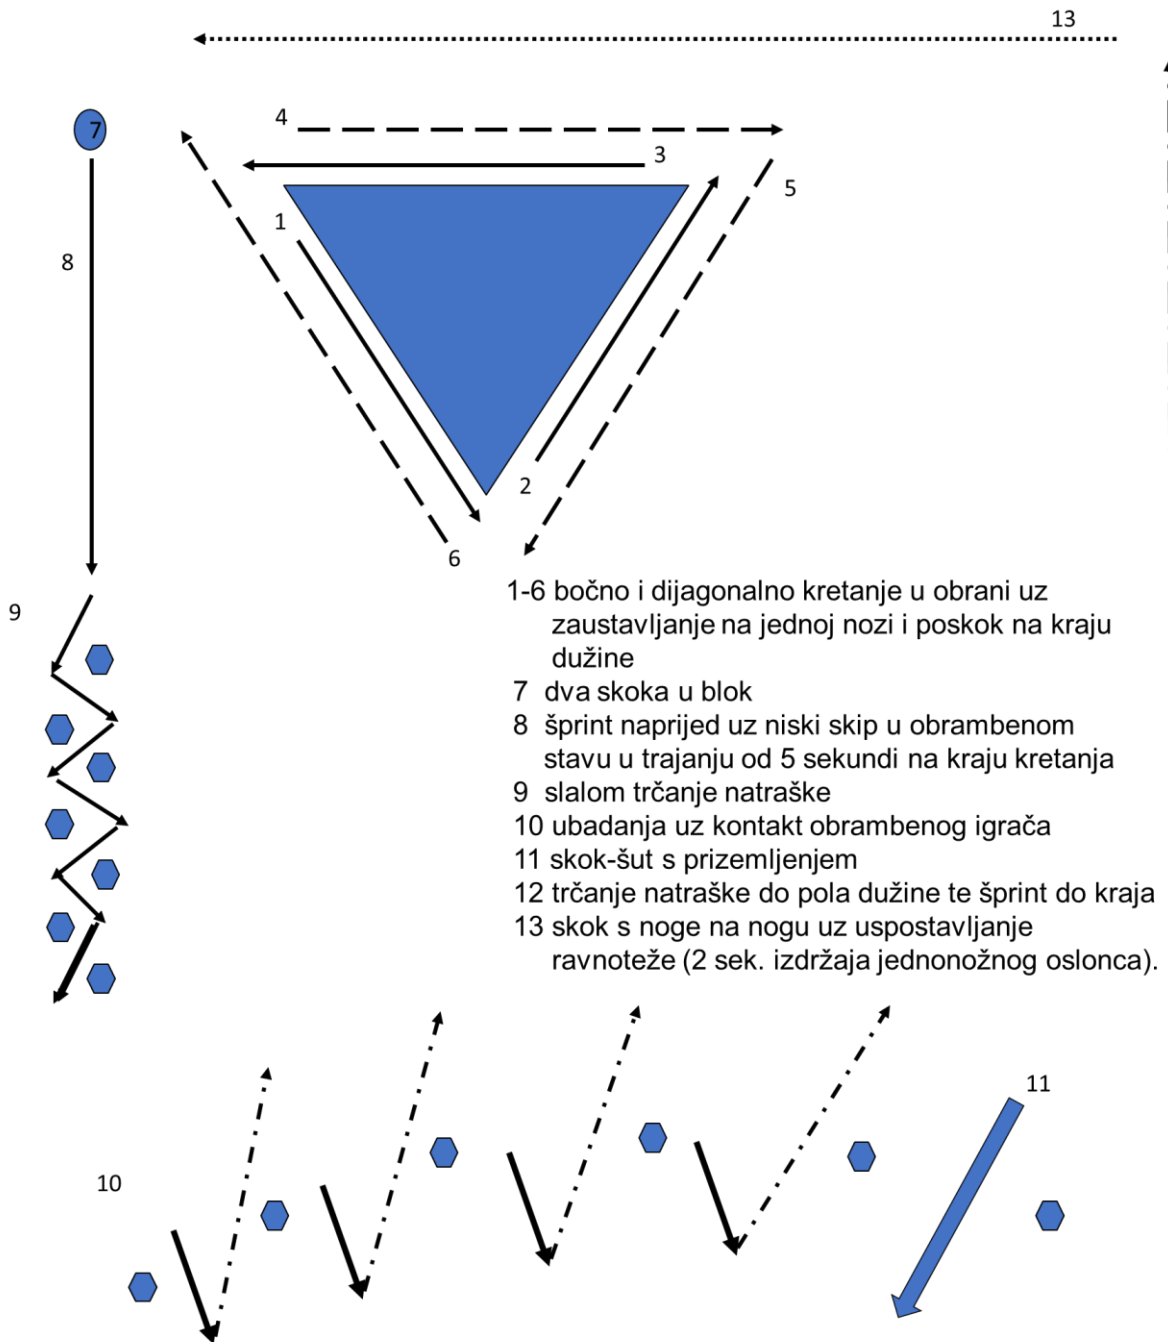 13
7
4
3
5
1
8
2
6
9
1-6 bočno i dijagonalno kretanje u obrani uz
zaustavljanje na jednoj nozi i poskok na kraju
dužine
7 dva skoka u blok
8 šprint naprijed uz niski skip u obrambenom
stavu u trajanju od 5 sekundi na kraju kretanja
9 slalom trčanje natraške
10 ubadanja uz kontakt obrambenog igrača
11 skok-šut s prizemljenjem
12 trčanje natraške do pola dužine te šprint do kraja
13 skok s noge na nogu uz uspostavljanje
ravnoteže (2 sek. izdržaja jednonožnog oslonca).
11
10